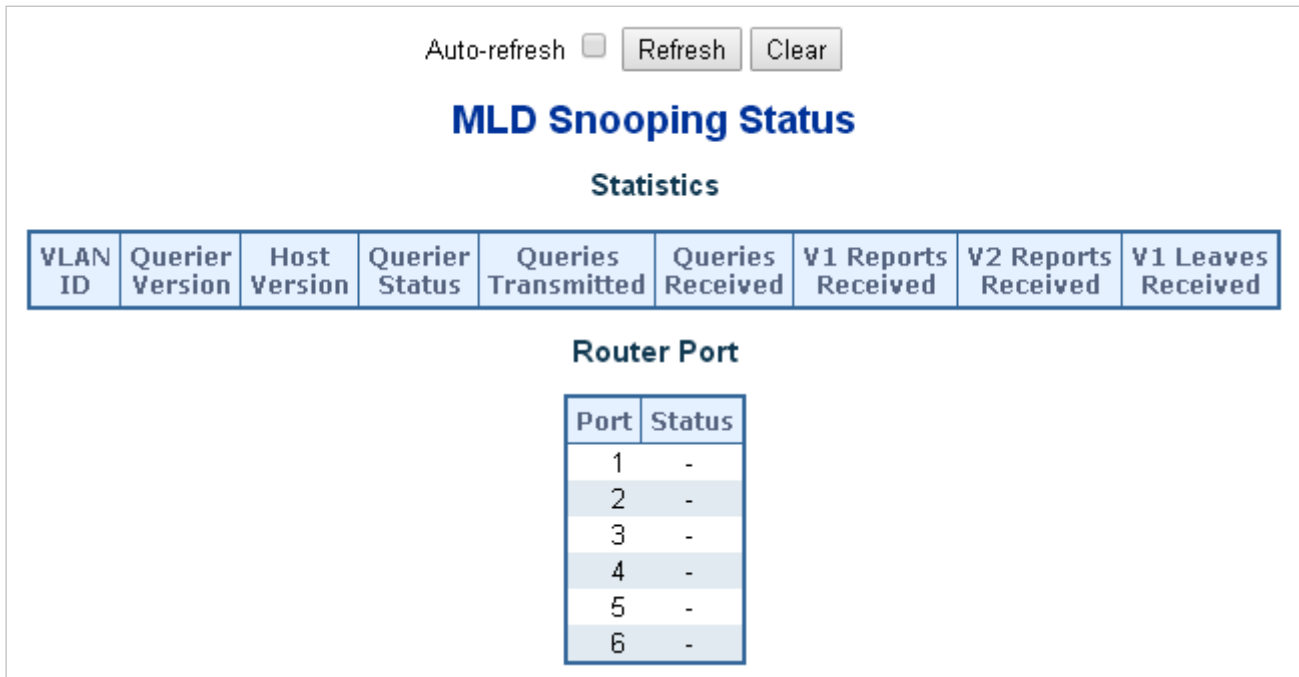 Auto-refresh Refresh Clear
MLD Snooping Status
Statistics
VLAN ID Querier Version Host Version Querier Status Queries Transmitted Queries Received V1 Reports Received V2 Reports Received V1 Leaves Received
Router Port
Port Status
1 -
2 -
3 -
4 -
5 -
6 -